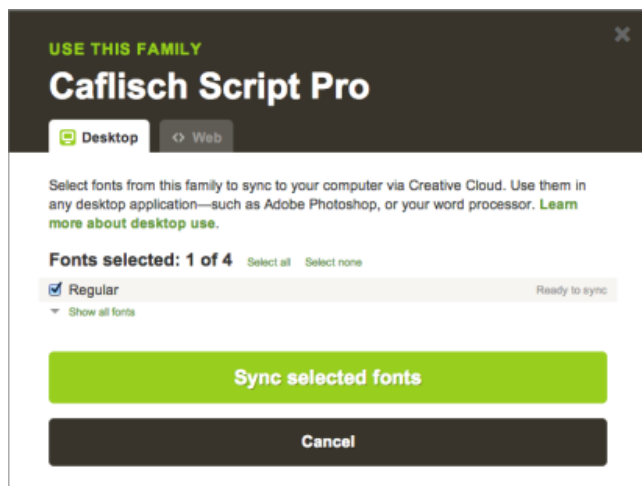 USE THIS FAMILY
Caflisch Script Pro
Desktop <> Web
Select fonts from this family to sync to your computer via Creative Cloud. Use them in
any desktop application—such as Adobe Photoshop, or your word processor. Learn
more about desktop use.
Fonts selected: 1 of 4 Select all Select none
Regular Ready to sync
Show all fonts
Sync selected fonts
Cancel